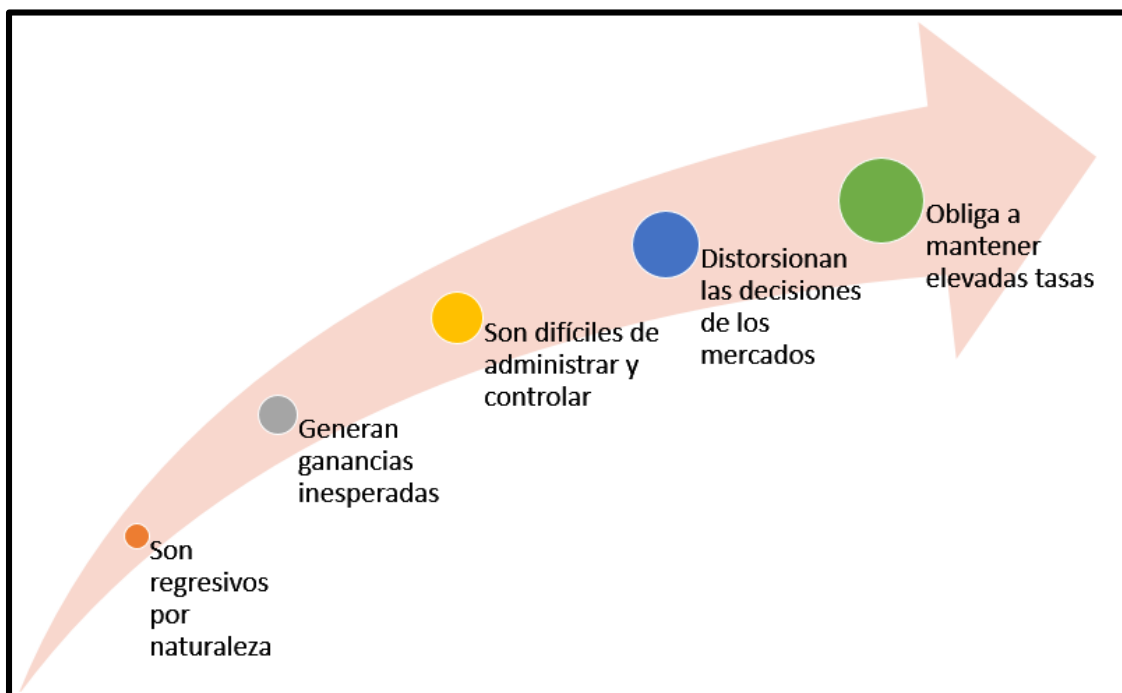 Son
regresivos
por
naturaleza
Generan
ganancias
inesperadas
Son difíciles de
administrar y
controlar
Distorsionan
las decisiones
de los
mercados
Obliga a
mantener
elevadas tasas